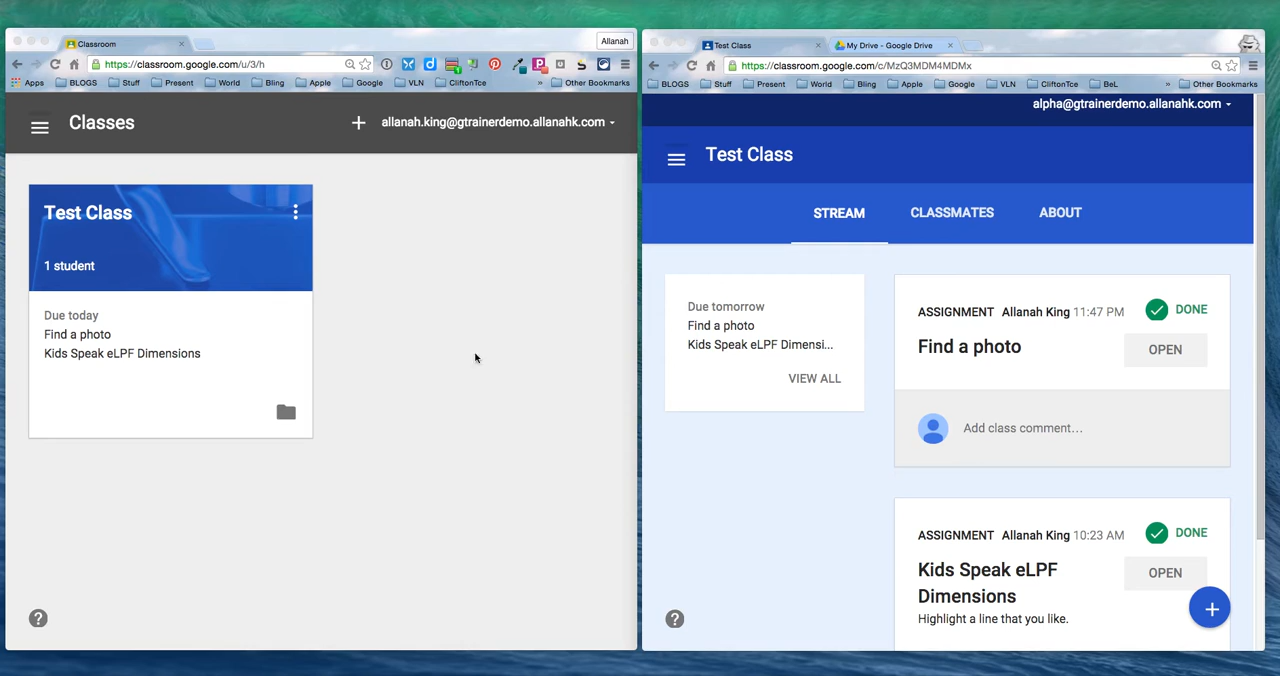 Classroom
Allanah
https://classroom.google.com/u/3/h
Apps BLOGS Stuff Present World Bling Apple Google VLN CliftonTce » Other Bookmarks
Classes
+ allanah.king@gtrainerdemo.allanahk.com
Test Class
1 student
Due today
Find a photo
Kids Speak eLPF Dimensions
?
Test Class
My Drive - Google Drive
https://classroom.google.com/c/MzQ3MDM4MDMx
BLOGS Stuff Present World Bling Apple Google VLN CliftonTce BeL » Other Bookmarks
alpha@gtrainerdemo.allanahk.com
Test Class
STREAM CLASSMATES ABOUT
Due tomorrow
Find a photo
Kids Speak eLPF Dimensi...
VIEW ALL
ASSIGNMENT Allanah King 11:47 PM DONE
Find a photo
OPEN
Add class comment…
ASSIGNMENT Allanah King 10:23 AM DONE
Kids Speak eLPF
Dimensions
OPEN
Highlight a line that you like.
+
?